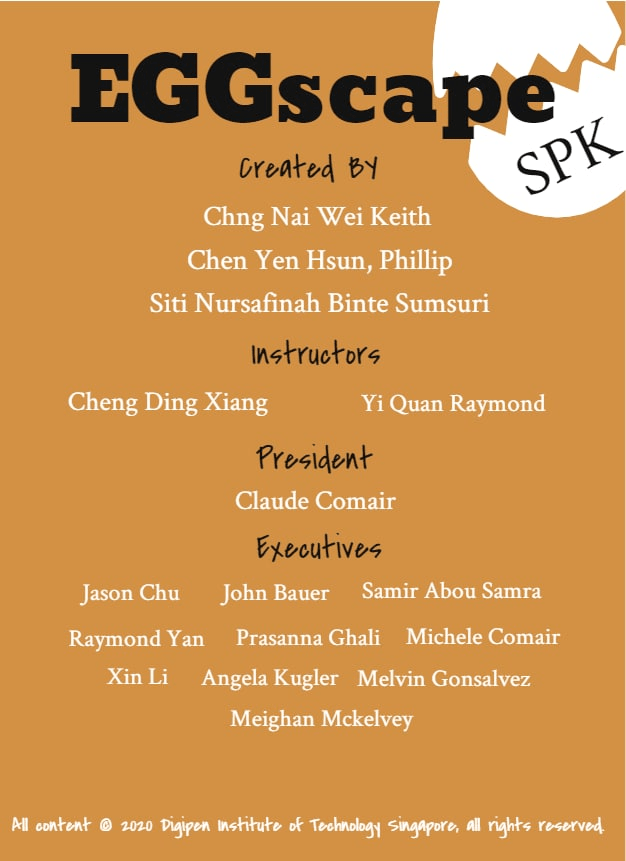 EGGscape
SPK
Created By
Chng Nai Wei Keith
Chen Yen Hsun, Phillip
Siti Nursafinah Binte Sumsuri
Instructors
Cheng Ding Xiang Yi Quan Raymond
President
Claude Comair
Executives
Jason Chu John Bauer Samir Abou Samra
Raymond Yan Prasanna Ghali Michele Comair
Xin Li Angela Kugler Melvin Gonsalvez
Meighan Mckelvey
All content © 2020 Digipen Institute of Technology Singapore, all rights reserved.